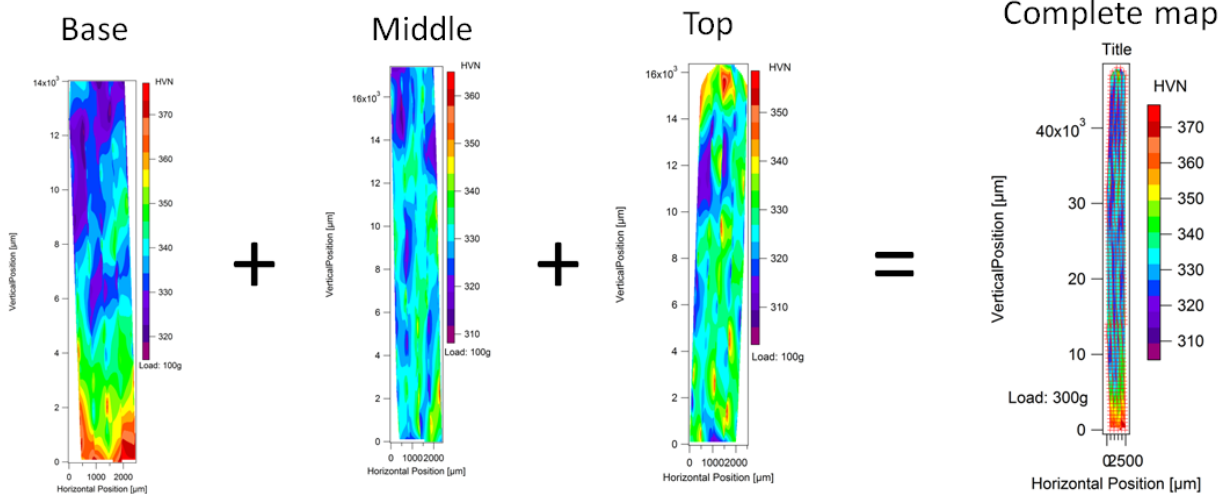 Base
Middle
Top
Complete map
Title
HVN
14x10³
12
10
8
6
4
2
0
370
360
350
340
330
320
Load: 100g
VerticalPosition [µm]
0
1000
2000
Horizontal Position [µm]
+
HVN
16x10³
14
12
10
8
6
4
2
0
360
350
340
330
320
310
Load: 100g
VerticalPosition [µm]
0
1000
2000
Horizontal Position [µm]
+
HVN
16x10³
14
12
10
8
6
4
2
0
350
340
330
320
310
Load: 100g
VerticalPosition [µm]
0
1000
2000
Horizontal Position [µm]
=
HVN
40x10³
30
20
10
0
370
360
350
340
330
320
310
Load: 300g
VerticalPosition [µm]
02500
Horizontal Position [µm]